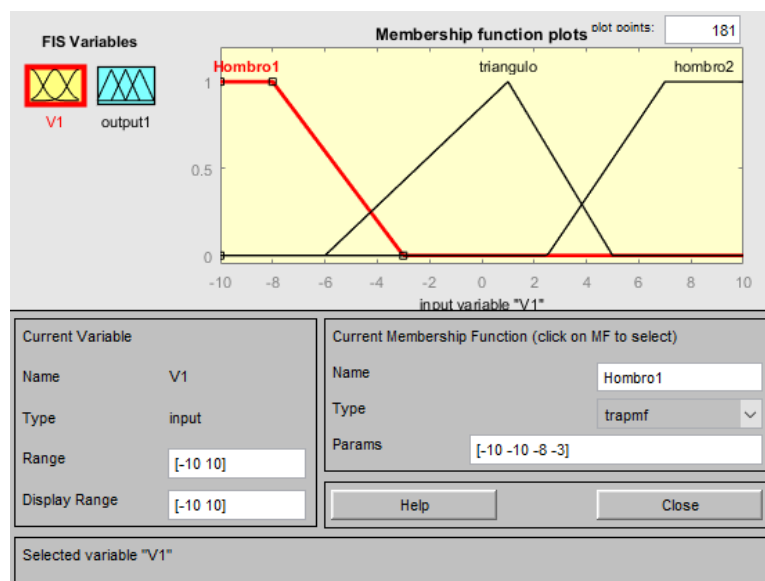 FIS Variables
Membership function plots
plot points:
181
V1
output1
Hombro1
triangulo
hombro2
1
0.5
0
-10 -8 -6 -4 -2 0 2 4 6 8 10
input variable "V1"
Current Variable
Name V1
Type input
Range [-10 10]
Display Range [-10 10]
Current Membership Function (click on MF to select)
Name Hombro1
Type trapmf
Params [-10 -10 -8 -3]
Help
Close
Selected variable "V1"